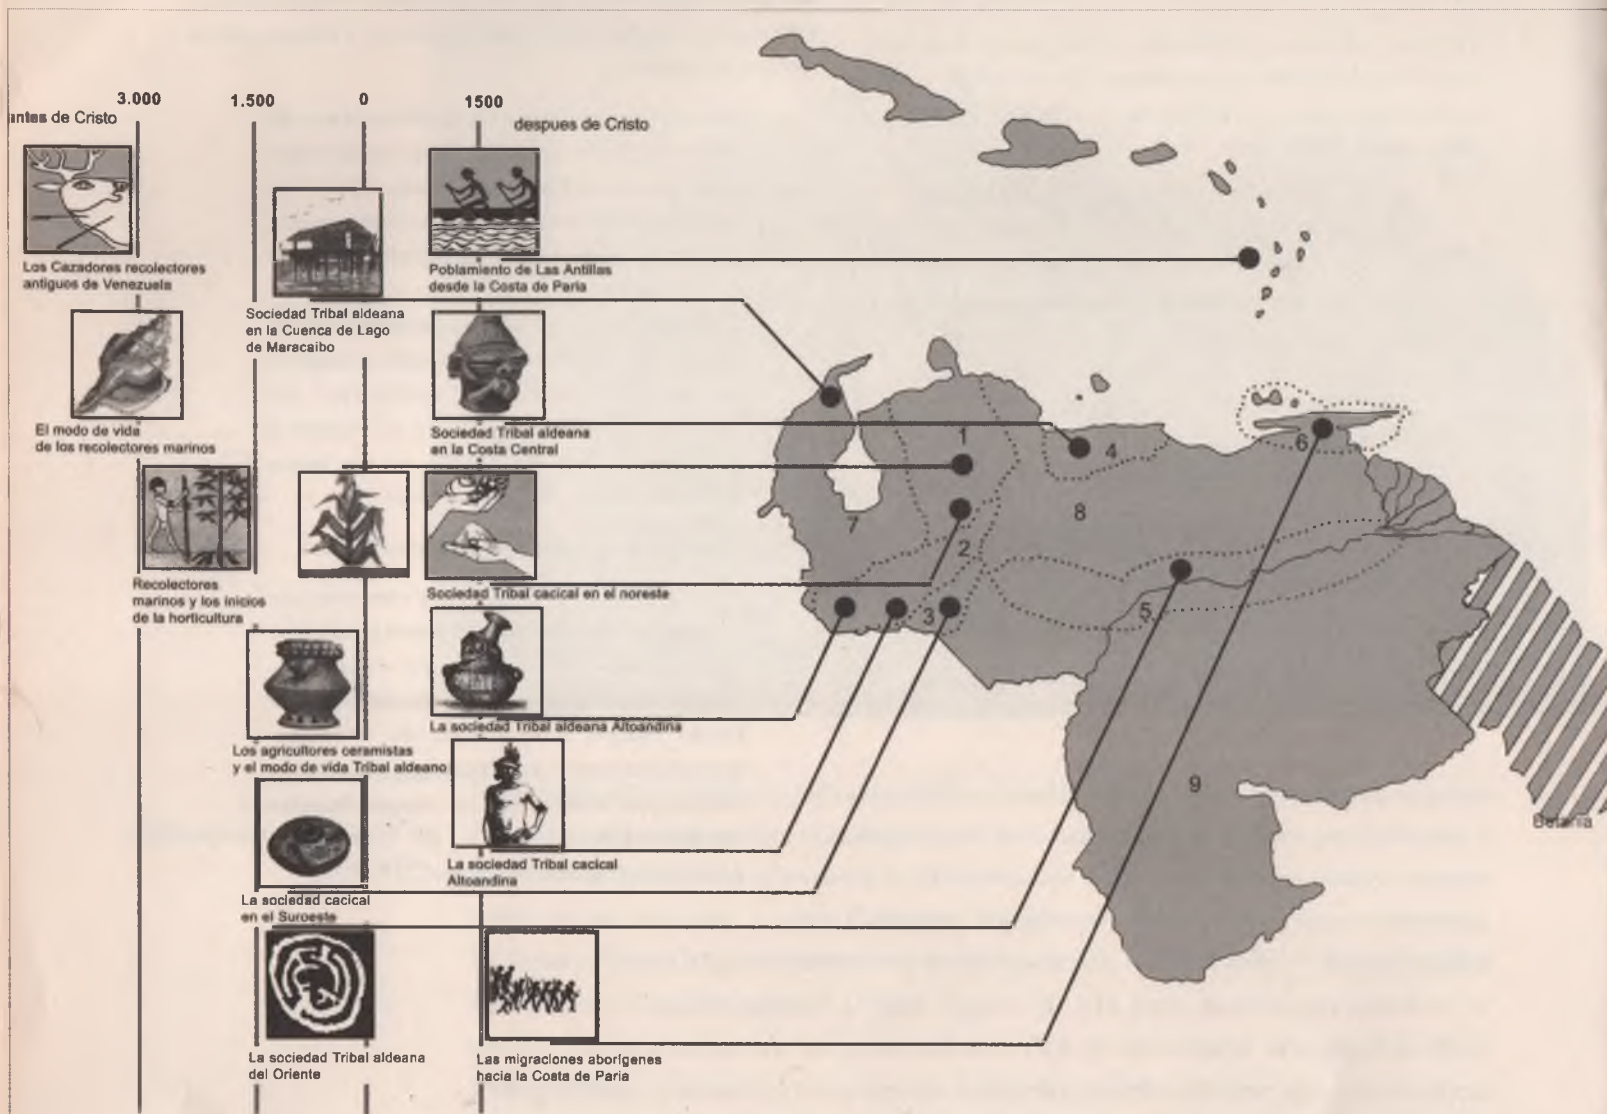 3.000
1.500
0
1500
antes de Cristo
despues de Cristo
Los Cazadores recolectores
antiguos de Venezuela
Sociedad Tribal aldeana
en la Cuenca de Lago
de Maracaibo
Poblamiento de Las Antillas
desde la Costa de Paria
El modo de vida
de los recolectores marinos
Sociedad Tribal aldeana
en la Costa Central
Recolectores
marinos y los inicios
de la horticultura
Sociedad Tribal cacical en el noreste
Los agricultores ceramistas
y el modo de vida Tribal aldeano
La sociedad Tribal aldeana Altoandina
La sociedad Tribal cacical
Altoandina
La sociedad cacical
en el Suroeste
La sociedad Tribal aldeana
del Oriente
Las migraciones aborígenes
hacia la Costa de Paria
1
4
6
7
8
2
3
5
9